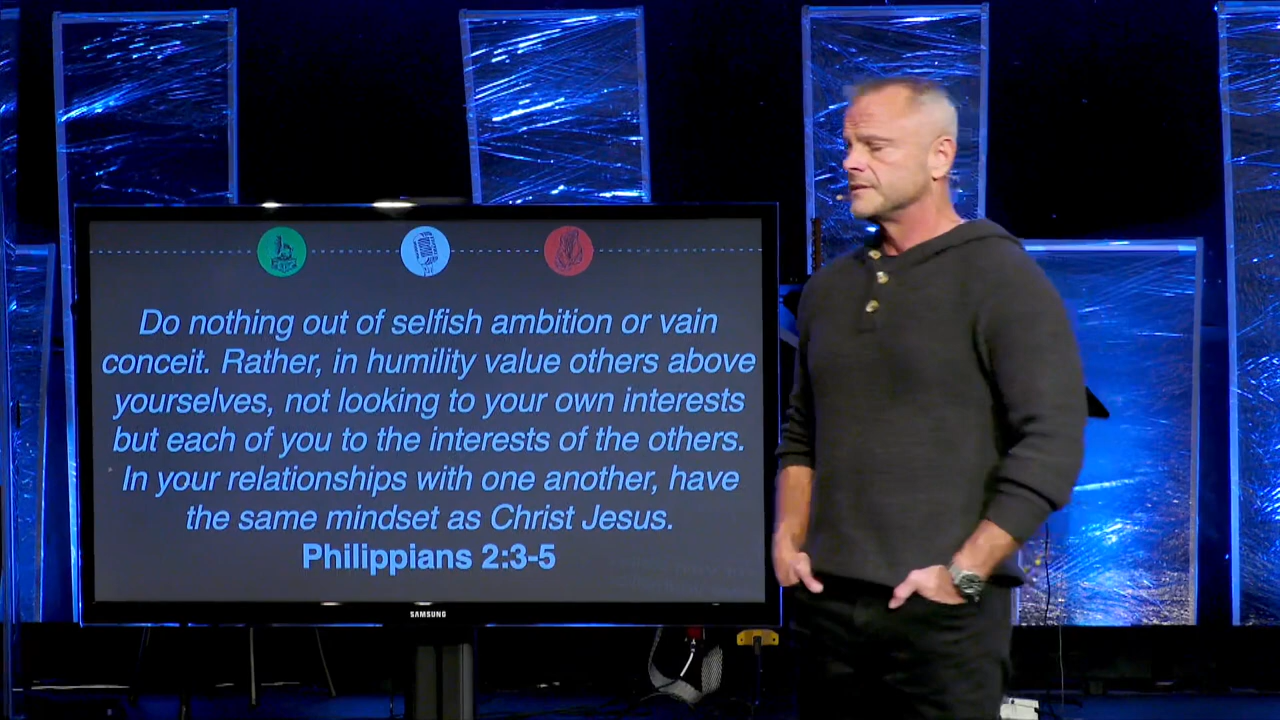 Do nothing out of selfish ambition or vain
conceit. Rather, in humility value others above
yourselves, not looking to your own interests
but each of you to the interests of the others.
In your relationships with one another, have
the same mindset as Christ Jesus.
Philippians 2:3-5
SAMSUNG